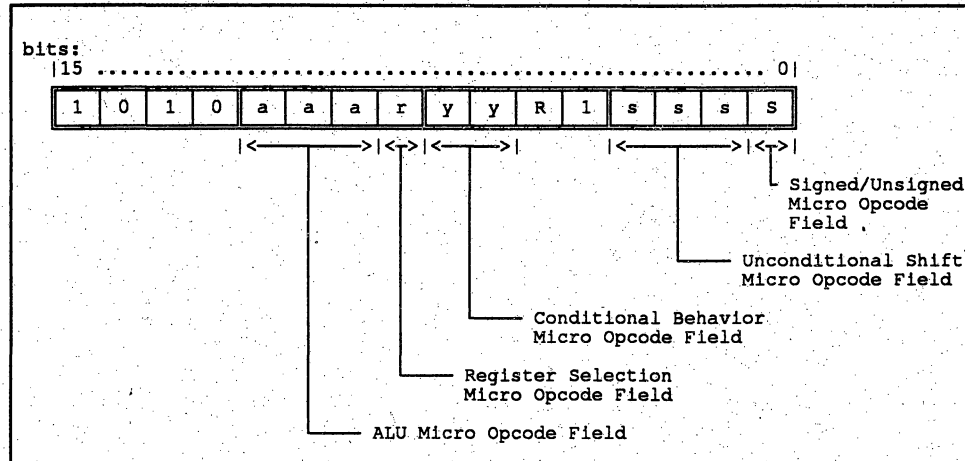 bits:
|15 ................................................................ 0|
1 0 1 0 a a a r y y R 1 s s s S
|<———>|<>|<——>| |<———>|<>|
Signed/Unsigned
Micro Opcode
Field
Unconditional Shift
Micro Opcode Field
Conditional Behavior
Micro Opcode Field
Register Selection
Micro Opcode Field
ALU Micro Opcode Field